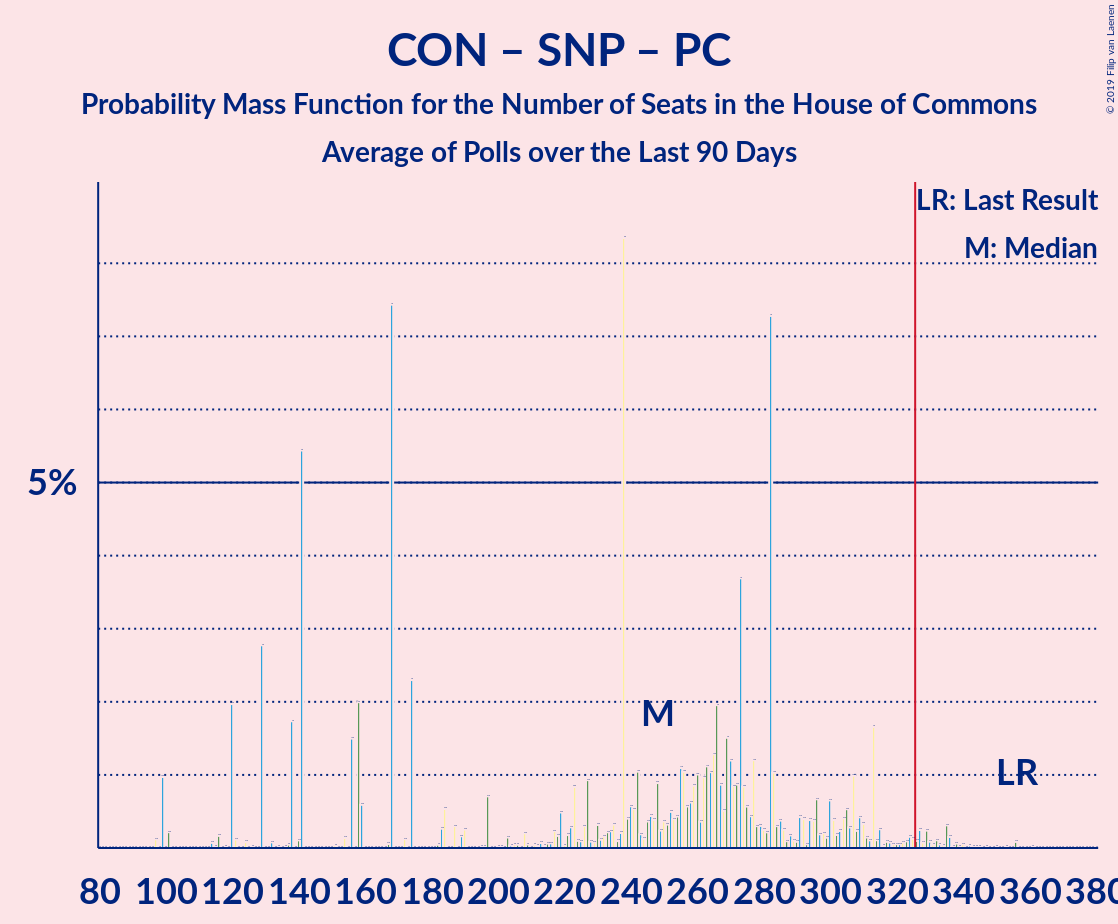 CON – SNP – PC
Probability Mass Function for the Number of Seats in the House of Commons
Average of Polls over the Last 90 Days
© 2019 Filip van Laenen
LR: Last Result
M: Median
5%
M
LR
80 100 120 140 160 180 200 220 240 260 280 300 320 340 360 380